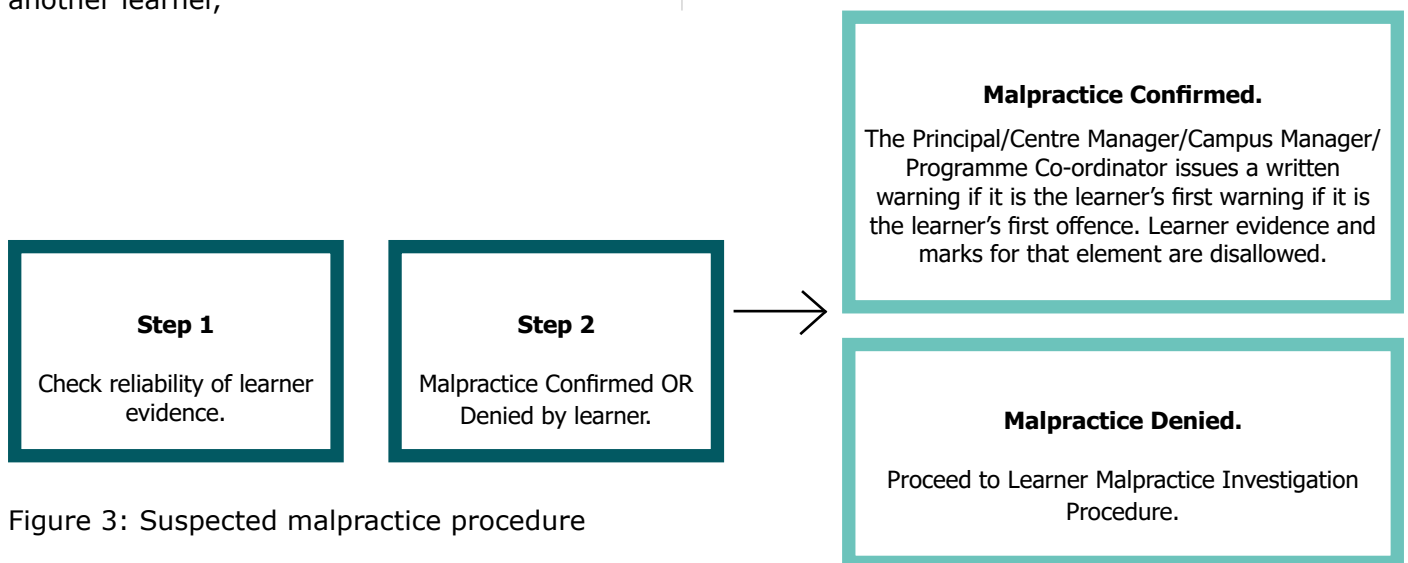 another learner,
Step 1
Check reliability of learner
evidence.
Step 2
Malpractice Confirmed OR
Denied by learner.
Malpractice Confirmed.
The Principal/Centre Manager/Campus Manager/
Programme Co-ordinator issues a written
warning if it is the learner’s first warning if it is
the learner’s first offence. Learner evidence and
marks for that element are disallowed.
Malpractice Denied.
Proceed to Learner Malpractice Investigation
Procedure.
Figure 3: Suspected malpractice procedure